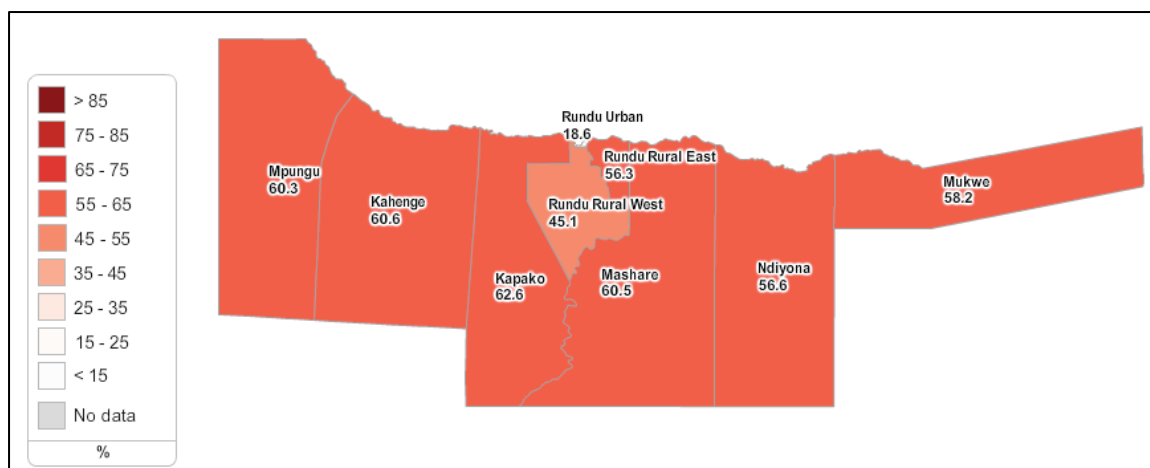 > 85
75 - 85
65 - 75
55 - 65
45 - 55
35 - 45
25 - 35
15 - 25
< 15
No data
%
Rundu Urban
18.6
Rundu Rural East
56.3
Mpungu
60.3
Kahenge
60.6
Rundu Rural West
45.1
Mukwe
58.2
Kapako
62.6
Mashare
60.5
Ndiyona
56.6